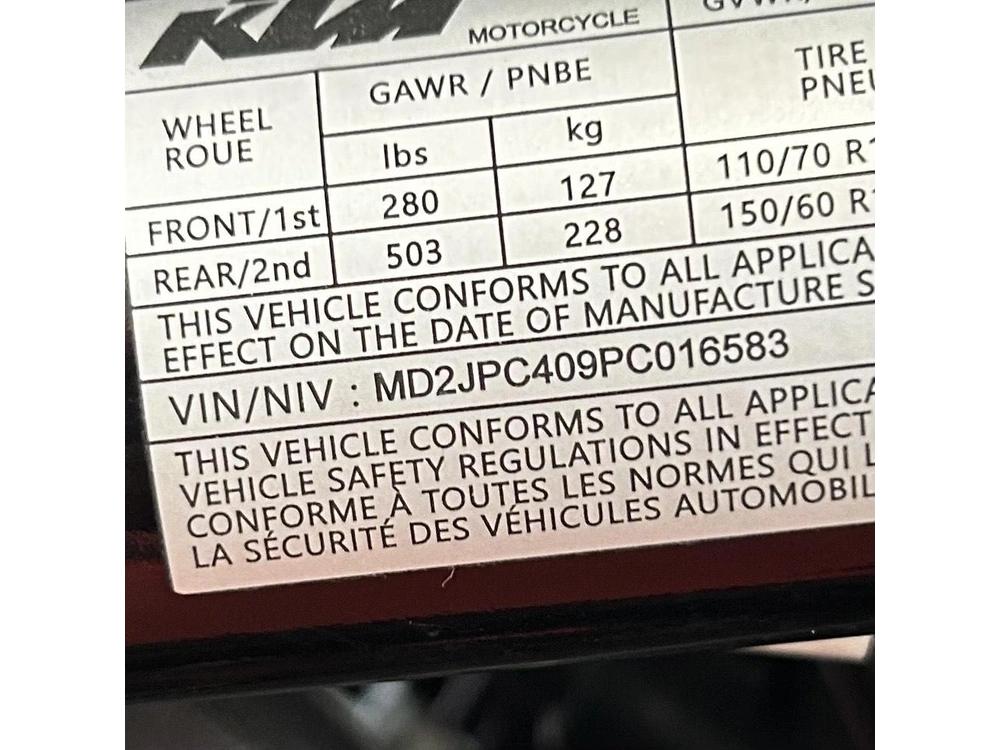 KTM MOTORCYCLE
WHEEL
ROUE
GAWR / PNBE
TIRE
lbs
kg
FRONT/1st 280 127 110/70
REAR/2nd 503 228 150/60
THIS VEHICLE CONFORMS TO ALL
EFFECT ON THE DATE OF MANUFACTURE
VIN/NIV : MD2JPC409PC016583
THIS VEHICLE CONFORMS TO ALL
VEHICLE SAFETY REGULATIONS IN EFFECT
CONFORME À TOUTES LES NORMES QUI
LA SÉCURITÉ DES VÉHICULES